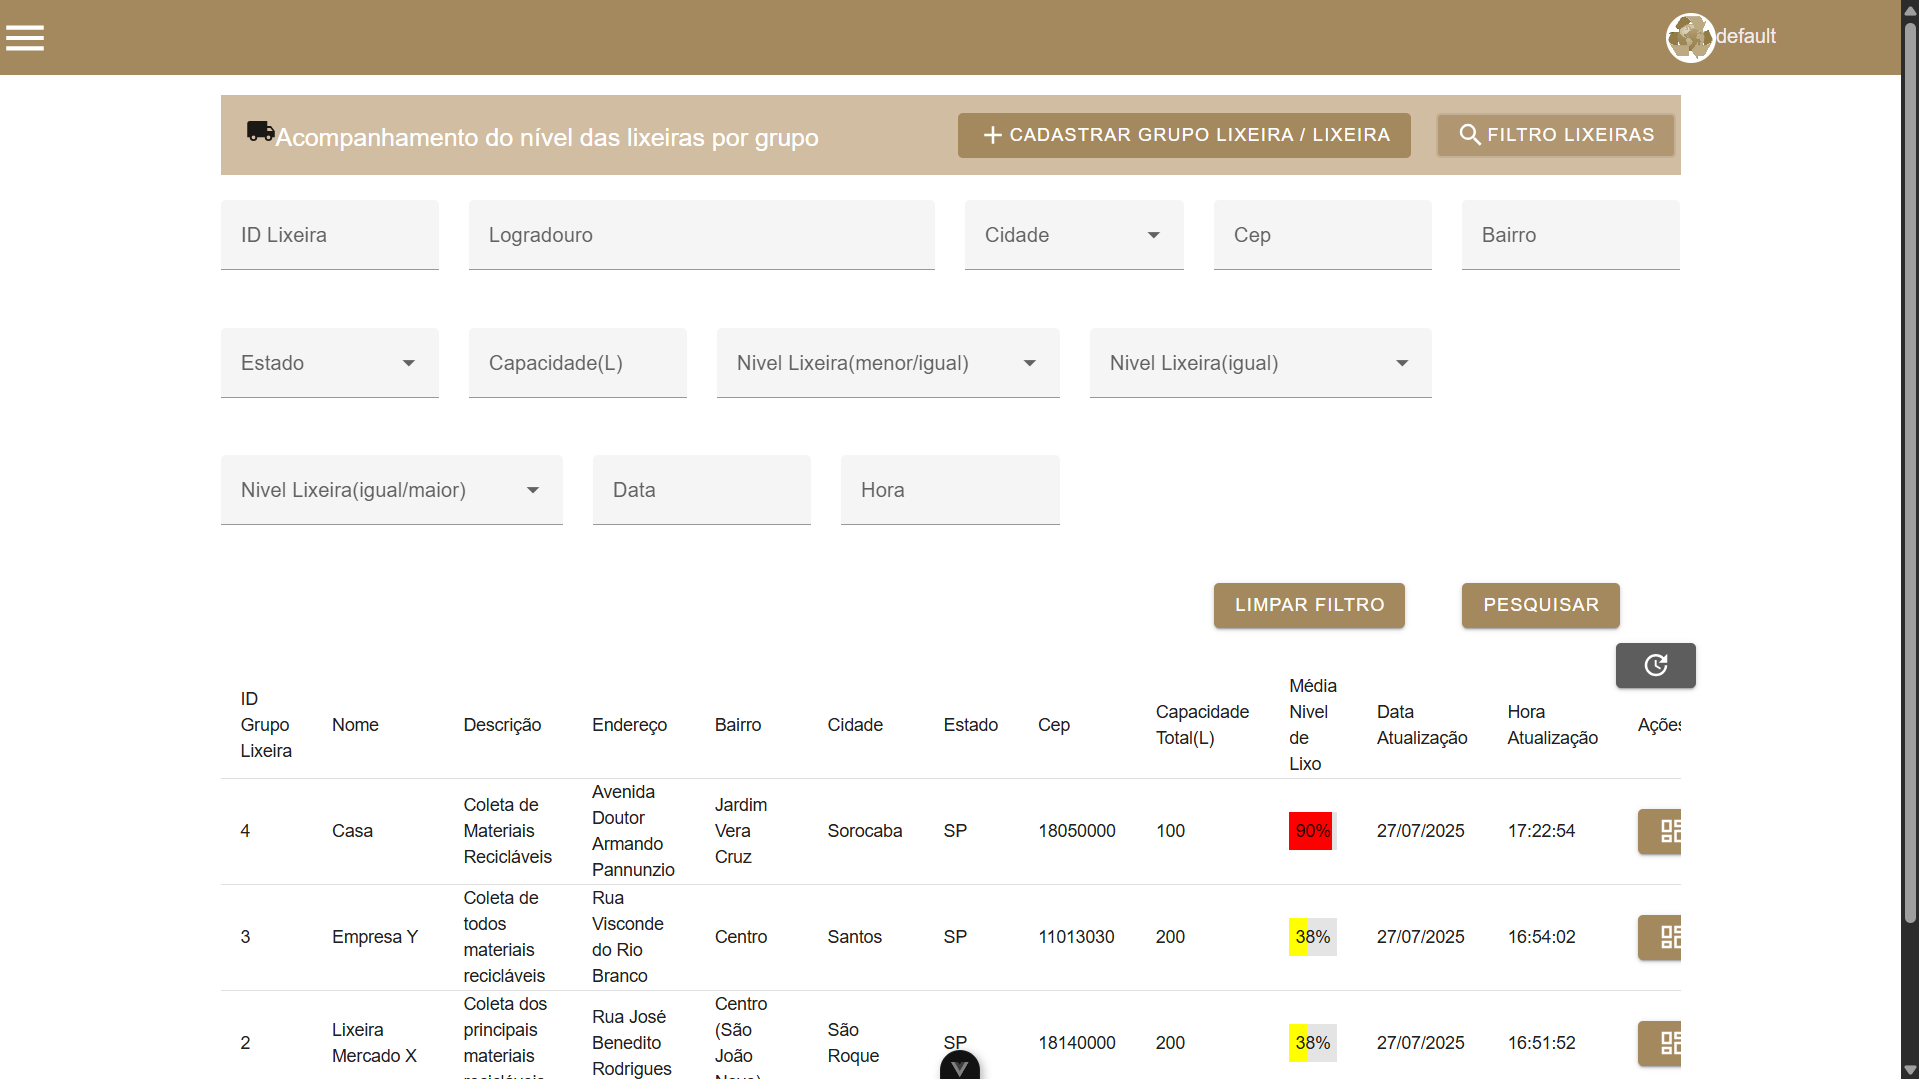 default
Acompanhamento do nível das lixeiras por grupo
CADASTRAR GRUPO LIXEIRA / LIXEIRA
FILTRO LIXEIRAS
ID Lixeira
Logradouro
Cidade
Cep
Bairro
Estado
Capacidade(L)
Nivel Lixeira(menor/igual)
Nivel Lixeira(igual)
Nivel Lixeira(igual/maior)
Data
Hora
LIMPAR FILTRO
PESQUISAR
ID
Grupo
Lixeira
Nome
Descrição
Endereço
Bairro
Cidade
Estado
Cep
Capacidade
Total(L)
Média
Nivel
de
Lixo
Data
Atualização
Hora
Atualização
Ações
4
Casa
Coleta de
Materiais
Recicláveis
Avenida
Doutor
Armando
Pannunzio
Jardim
Vera
Cruz
Sorocaba
SP
18050000
100
90%
27/07/2025
17:22:54
3
Empresa Y
Coleta de
todos
materiais
recicláveis
Rua
Visconde
do Rio
Branco
Centro
Santos
SP
11013030
200
38%
27/07/2025
16:54:02
2
Lixeira
Mercado X
Coleta dos
principais
materiais
recicláveis
Rua José
Benedito
Rodrigues
Centro
(São
João
Novo)
São
Roque
SP
18140000
200
38%
27/07/2025
16:51:52